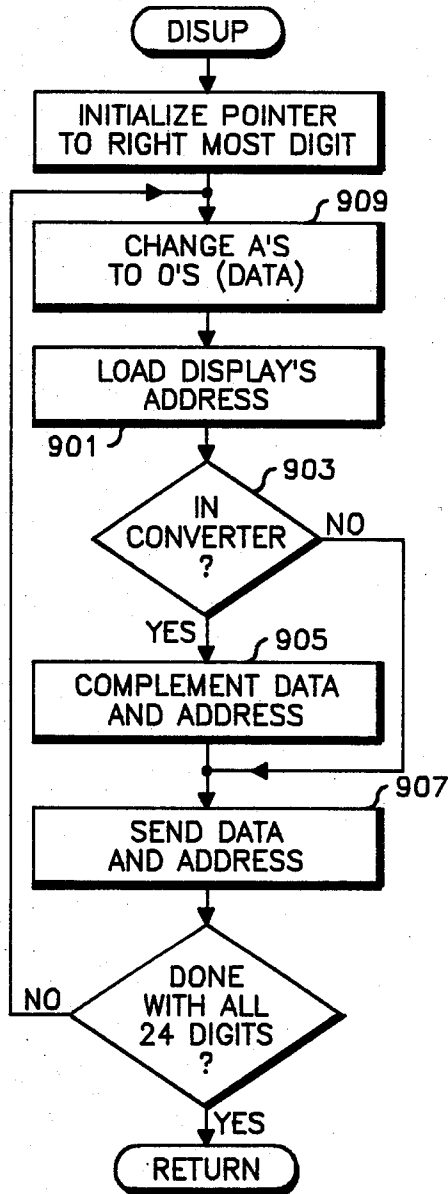 DISUP
INITIALIZE POINTER
TO RIGHT MOST DIGIT
909
CHANGE A'S
TO 0'S (DATA)
LOAD DISPLAY'S
ADDRESS
901
903
IN
CONVERTER
?
NO
YES
905
COMPLEMENT DATA
AND ADDRESS
907
SEND DATA
AND ADDRESS
DONE
WITH ALL
24 DIGITS
?
NO
YES
RETURN